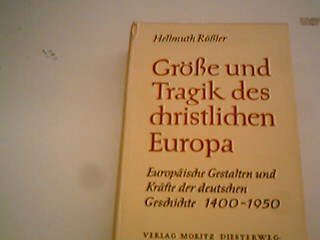 Hellmuth Rößler
Größe und
Tragik des
christlichen
Europa
Europäische Gestalten und
Kräfte der deutschen
Geschichte 1400-1950
VERLAG MORITZ DIESTERWEG